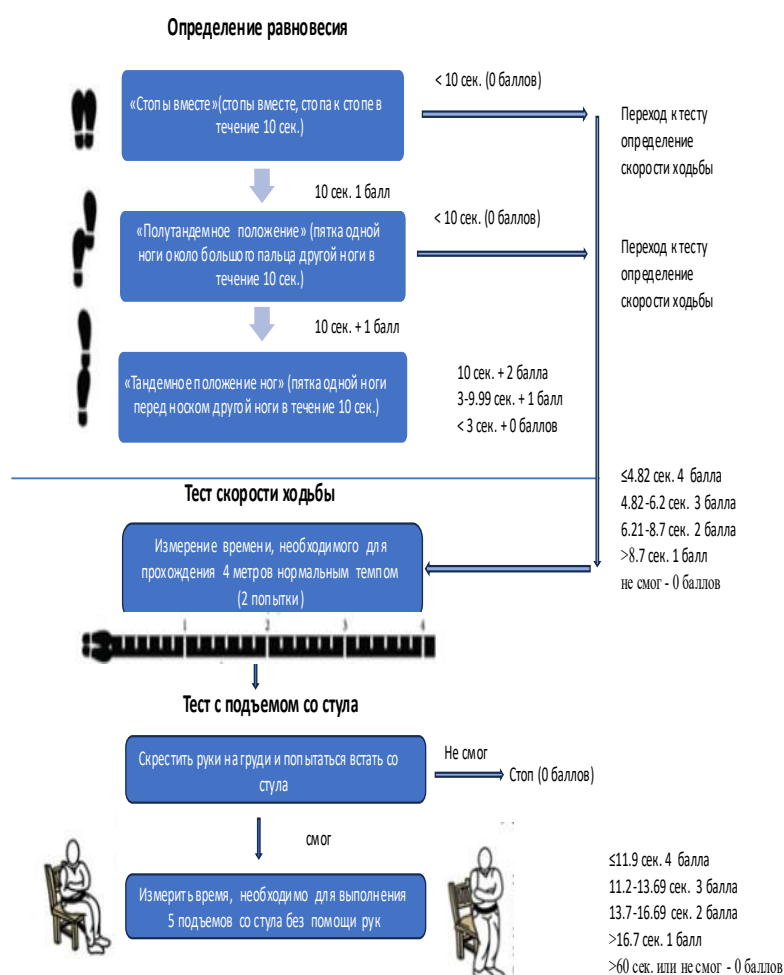 Определение равновесия
«Стопы вместе»(стопы вместе, стопа к стопе в
течение 10 сек.)
< 10 сек. (0 баллов)
Переход к тесту
определение
скорости ходьбы
10 сек. 1 балл
«Полутандемное положение» (пятка одной
ноги около большого пальца другой ноги в
течение 10 сек.)
< 10 сек. (0 баллов)
Переход к тесту
определение
скорости ходьбы
10 сек. + 1 балл
«Тандемное положение ног» (пятка одной ноги
перед носком другой ноги в течение 10 сек.)
10 сек. + 2 балла
3-9.99 сек. + 1 балл
< 3 сек. + 0 баллов
Тест скорости ходьбы
Измерение времени, необходимого для
прохождения 4 метров нормальным темпом
(2 попытки)
≤4.82 сек. 4 балла
4.82-6.2 сек. 3 балла
6.21-8.7 сек. 2 балла
>8.7 сек. 1 балл
не смог - 0 баллов
1 2 3 4
Тест с подъемом со стула
Скрестить руки на груди и попытаться встать со
стула
Не смог
Стоп (0 баллов)
смог
Измерить время, необходимо для выполнения
5 подъемов со стула без помощи рук
≤11.9 сек. 4 балла
11.2-13.69 сек. 3 балла
13.7-16.69 сек. 2 балла
>16.7 сек. 1 балл
>60 сек. или не смог - 0 баллов